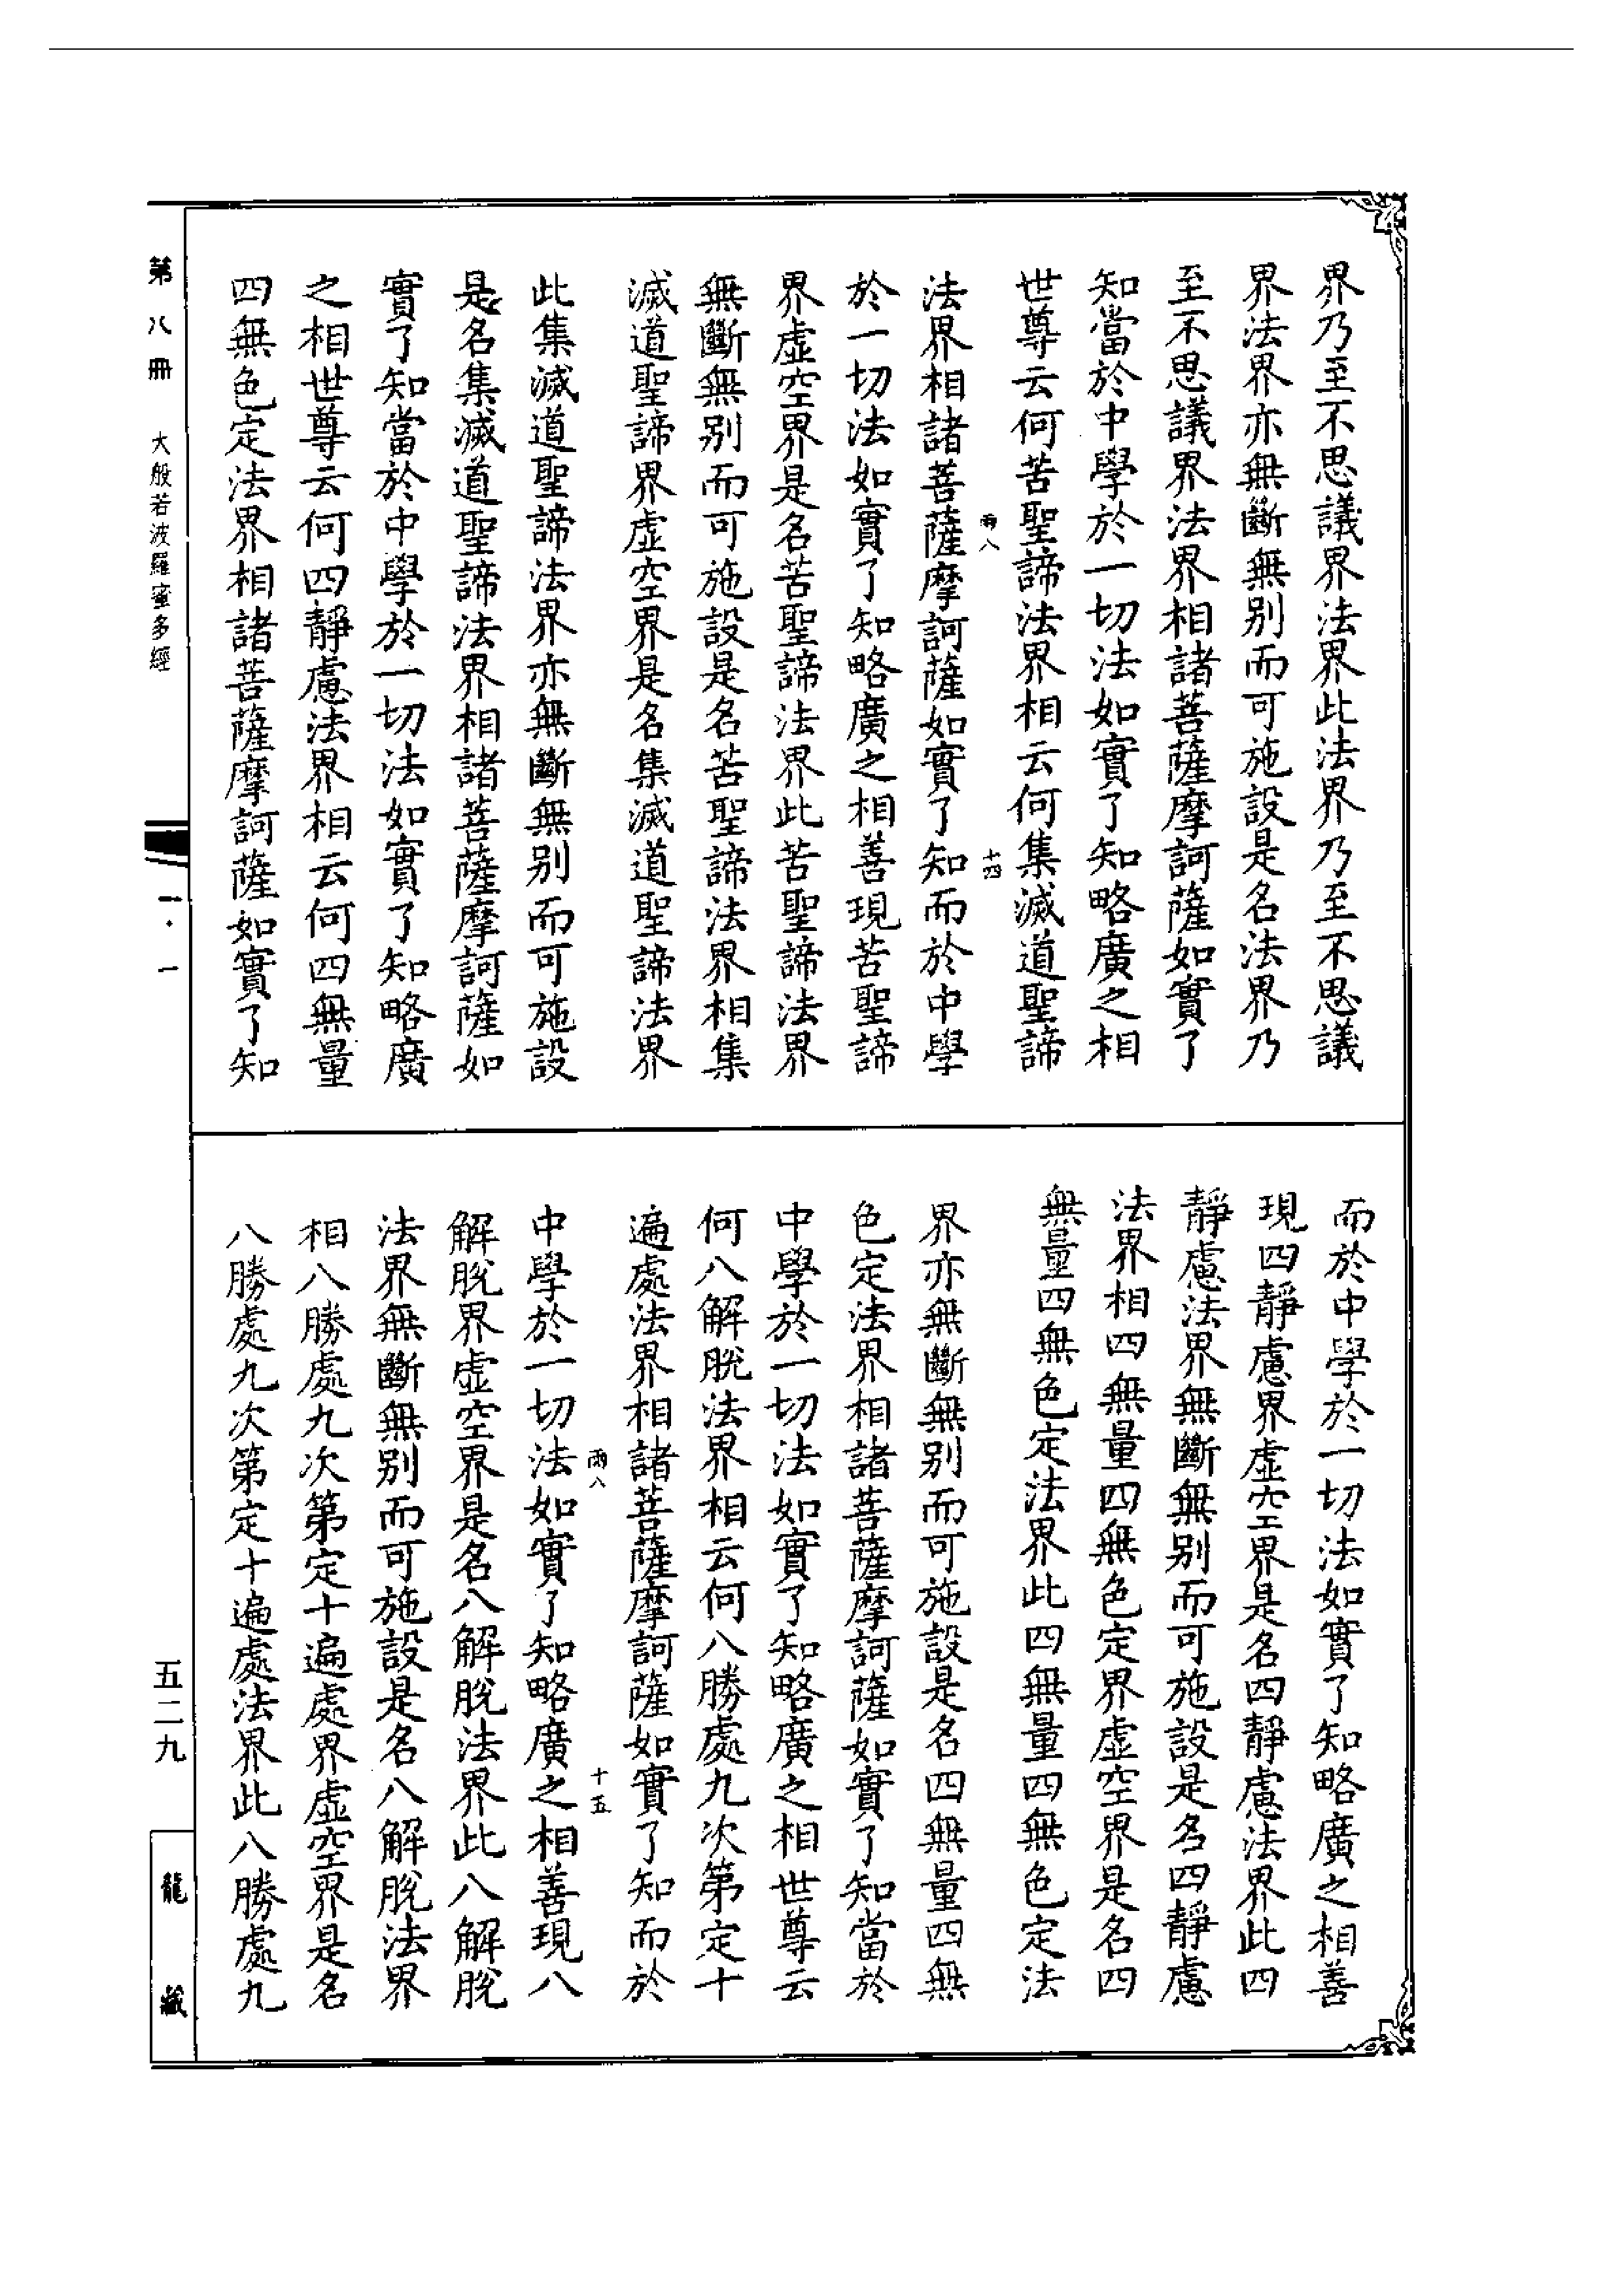 界乃至不思議界法界此法界乃至不思議
界法界亦無斷無別而可施設是名法界乃
至不思議界法界相諸菩薩摩訶薩如實了
知當於中學於一切法如實了知略廣之相
世尊云何苦聖諦法界相云何集滅道聖諦
雨八
十四
法界相諸菩薩摩訶薩如實了知而於中學
於一切法如實了知略廣之相善現苦聖諦
界虛空界是名苦聖諦法界此苦聖諦法界
無斷無別而可施設是名苦聖諦法界相集
滅道聖諦界虛空界是名集滅道聖諦法界
此集滅道聖諦法界亦無斷無別而可施設
是名集滅道聖諦法界相諸菩薩摩訶薩如
實了知當於中學於一切法如實了知略廣
之相世尊云何四靜慮法界相云何四無量
四無色定法界相諸菩薩摩訶薩如實了知
而於中學於一切法如實了知略廣之相善
現四靜慮界虛空界是名四靜慮法界此四
靜慮法界無斷無別而可施設是名四靜慮
法界相四無量四無色定界虛空界是名四
無量四無色定法界此四無量四無色定法
界亦無斷無別而可施設是名四無量四無
色定法界相諸菩薩摩訶薩如實了知當於
中學於一切法如實了知略廣之相世尊云
何八解脫法界相云何八勝處九次第定十
遍處法界相諸菩薩摩訶薩如實了知而於
雨八
十五
中學於一切法如實了知略廣之相善現八
解脫界虛空界是名八解脫法界此八解脫
法界無斷無別而可施設是名八解脫法界
相八勝處九次第定十遍處界虛空界是名
八勝處九次第定十遍處法界此八勝處九
第八冊
大般若波羅蜜多經
一·一
五二九
龍藏